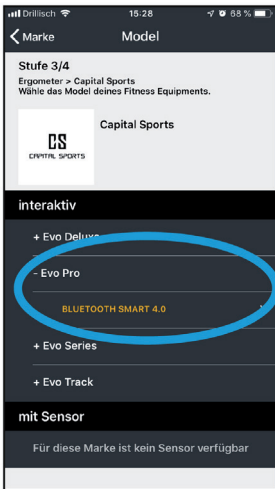 Drillisch 15:28 68 %
Marke Model
Stufe 3/4
Ergometer > Capital Sports
Wähle das Model deines Fitness Equipments.
CS
CAPITAL SPORTS
Capital Sports
interaktiv
+ Evo Deluxe
- Evo Pro
BLUETOOTH SMART 4.0
+ Evo Series
+ Evo Track
mit Sensor
Für diese Marke ist kein Sensor verfügbar